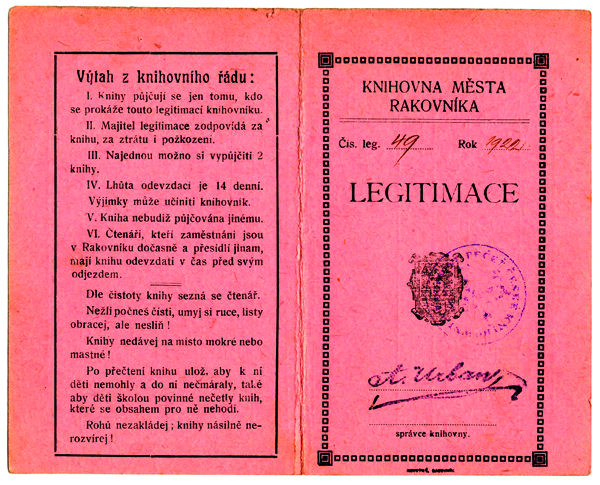 Výtah z knihovního řádu:
I. Knihy půjčují se jen tomu, kdo
se prokáže touto legitimací knihovníku.
II. Majitel legitimace zodpovídá za
knihu, za ztrátu i požkození.
III. Najednou možno si vypůjčiti 2
knihy.
IV. Lhůta odevzdací je 14 denní.
Výjimky může učiniti knihovník.
V. Kniha nebudiž půjčována jinému.
VI. Čtenáři, kteří zaměstnáni jsou
v Rakovníku dočasně a přesídlí jinam,
mají knihu odevzdati v čas před svým
odjezdem.
Dle čistoty knihy sezná se čtenář.
Nežli počneš čísti, umyj si ruce, listy
obracej, ale nesliň!
Knihy nedávej na místo mokré nebo
mastné!
Po přečtení knihu ulož, aby k ní
děti nemohly a do ní nečmáraly, také
aby děti školou povinné nečetly knih,
které se obsahem pro ně nehodí.
Rohů nezakládej; knihy násilně ne-
rozvírej!
KNIHOVNA MĚSTA
RAKOVNÍKA
Čís. leg. 49 Rok 1922
LEGITIMACE
A. Urban
správce knihovny.